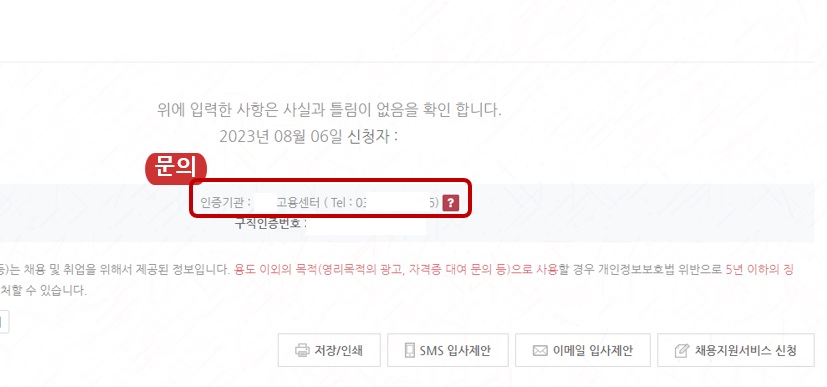 위에 입력한 사항은 사실과 틀림이 없음을 확인 합니다.
2023년 08월 06일 신청자 :
문의
인증기관 : 고용센터 ( Tel : 03 5) ?
구직인증번호 :
등)는 채용 및 취업을 위해서 제공된 정보입니다. 용도 이외의 목적(영리목적의 광고, 자격증 대여 문의 등)으로 사용할 경우 개인정보보호법 위반으로 5년 이하의 징
처할 수 있습니다.
저장/인쇄 SMS 입사제안 이메일 입사제안 채용지원서비스 신청